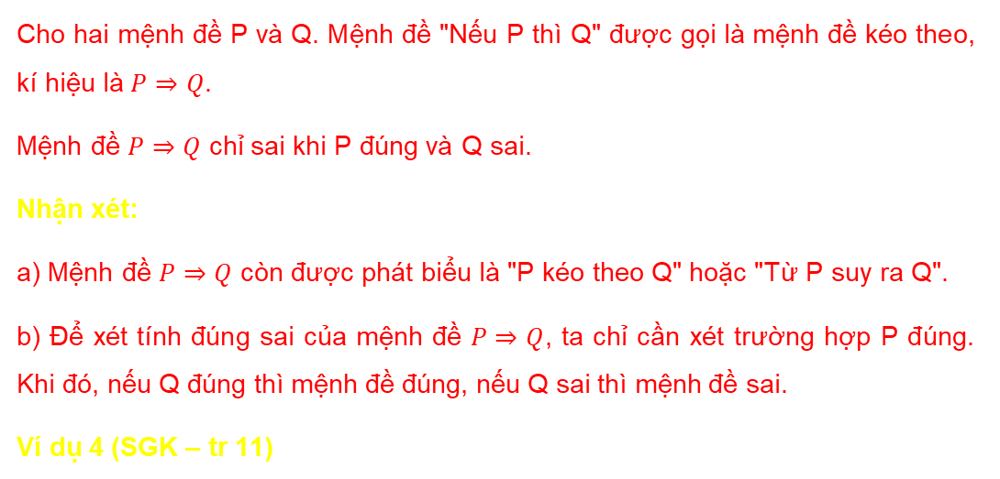 Cho hai mệnh đề P và Q. Mệnh đề "Nếu P thì Q" được gọi là mệnh đề kéo theo,
kí hiệu là P ⇒ Q.
Mệnh đề P ⇒ Q chỉ sai khi P đúng và Q sai.
Nhận xét:
a) Mệnh đề P ⇒ Q còn được phát biểu là "P kéo theo Q" hoặc "Từ P suy ra Q".
b) Để xét tính đúng sai của mệnh đề P ⇒ Q, ta chỉ cần xét trường hợp P đúng.
Khi đó, nếu Q đúng thì mệnh đề đúng, nếu Q sai thì mệnh đề sai.
Ví dụ 4 (SGK – tr 11)